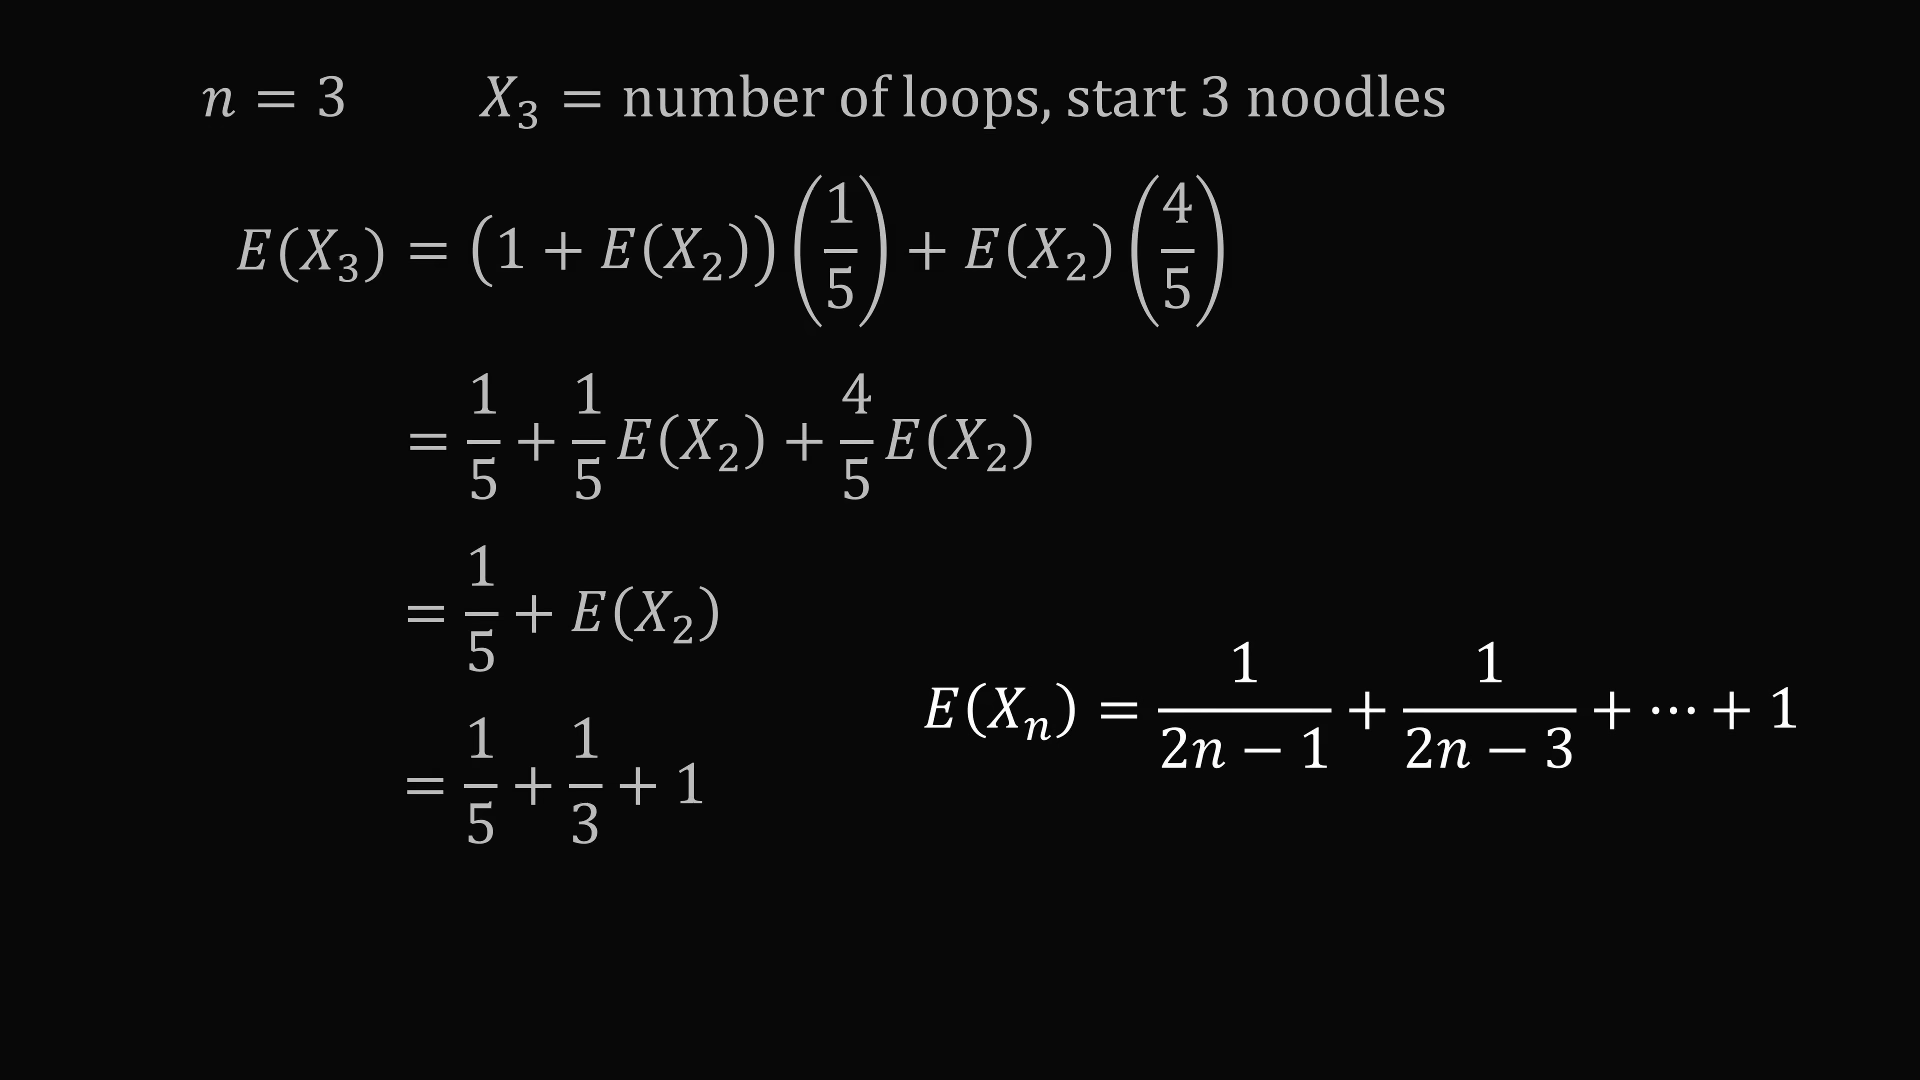 n = 3 X₃ = number of loops, start 3 noodles
E(X₃) = (1 + E(X₂))(1/5) + E(X₂)(4/5)
= 1/5 + 1/5 E(X₂) + 4/5 E(X₂)
= 1/5 + E(X₂)
E(Xₙ) = 1/(2n − 1) + 1/(2n − 3) + ⋯ + 1
= 1/5 + 1/3 + 1